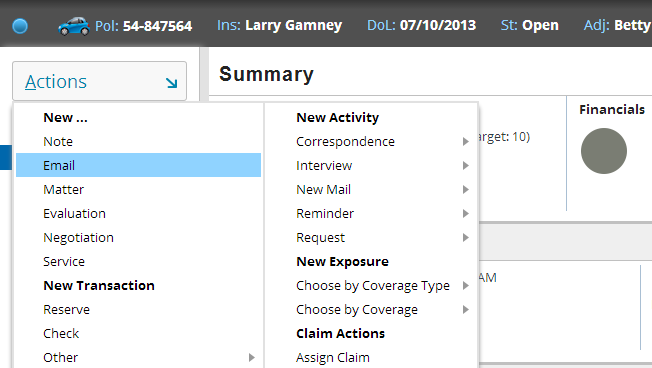 Pol: 54-847564 Ins: Larry Gamney DoL: 07/10/2013 St: Open Adj: Betty
Actions
Summary
New ...
Note
Email
Matter
Evaluation
Negotiation
Service
New Transaction
Reserve
Check
Other
New Activity
Correspondence
Interview
New Mail
Reminder
Request
New Exposure
Choose by Coverage Type
Choose by Coverage
Claim Actions
Assign Claim
arget: 10)
Financials
AM